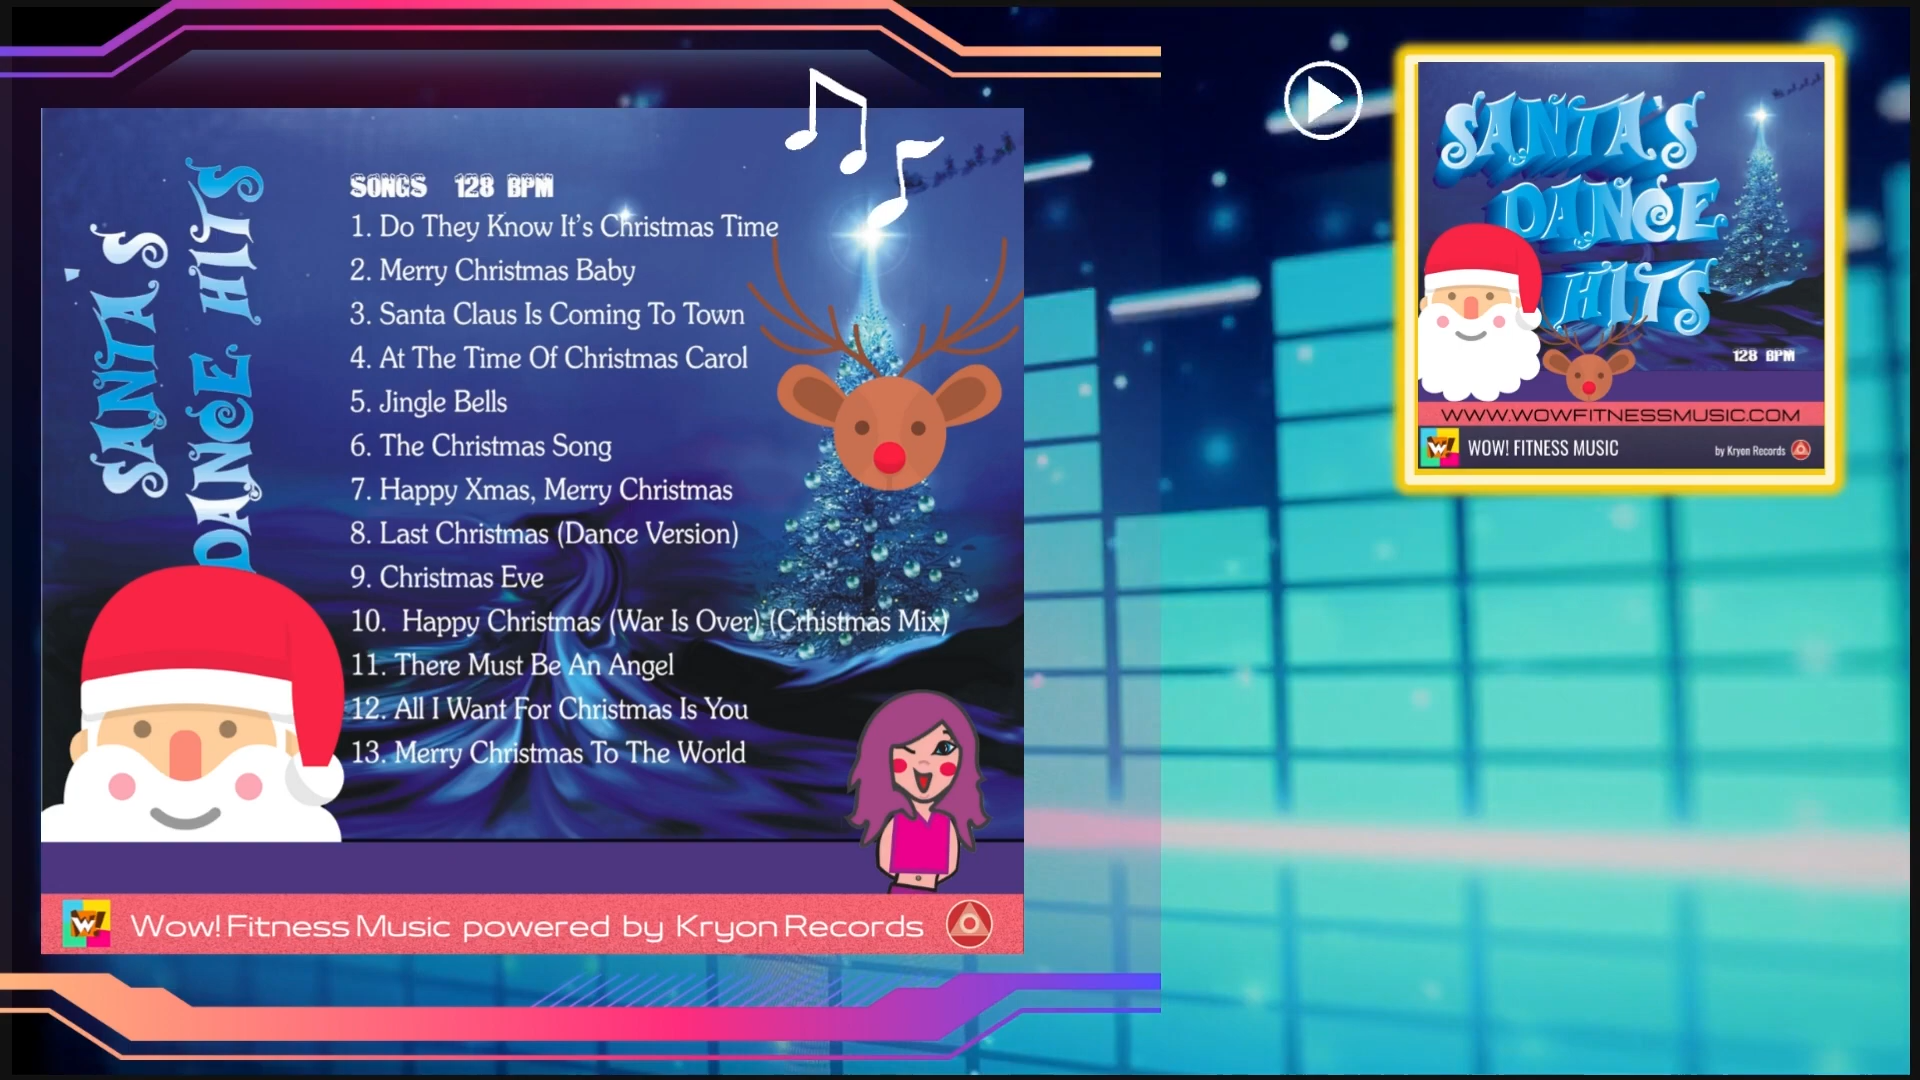 SANTA'S
DANCE HITS
SONGS 128 BPM
1. Do They Know It's Christmas Time
2. Merry Christmas Baby
3. Santa Claus Is Coming To Town
4. At The Time Of Christmas Carol
5. Jingle Bells
6. The Christmas Song
7. Happy Xmas, Merry Christmas
8. Last Christmas (Dance Version)
9. Christmas Eve
10. Happy Christmas (War Is Over) (Crhistmas Mix)
11. There Must Be An Angel
12. All I Want For Christmas Is You
13. Merry Christmas To The World
W! Wow! Fitness Music powered by Kryon Records
SANTA'S
DANCE
HITS
128 BPM
WWW.WOWFITNESSMUSIC.COM
W! WOW! FITNESS MUSIC by Kryon Records